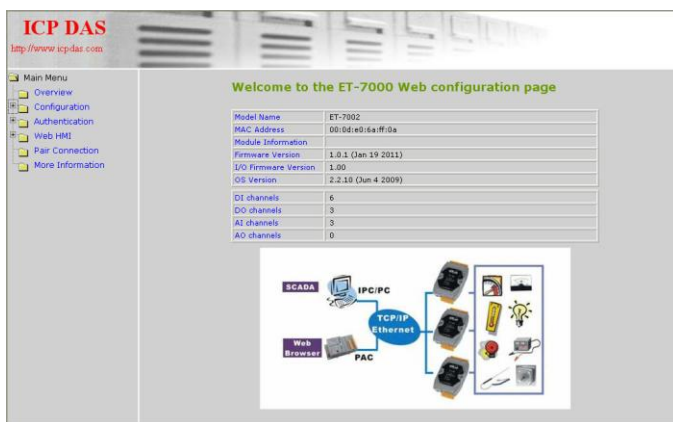 ICP DAS
http://www.icpdas.com
Main Menu
Overview
Configuration
Authentication
Web HMI
Pair Connection
More Information
Welcome to the ET-7000 Web configuration page
Model Name ET-7002
MAC Address 00:0d:e0:6a:ff:0a
Module Information
Firmware Version 1.0.1 (Jan 19 2011)
I/O Firmware Version 1.00
OS Version 2.2.10 (Jun 4 2009)
DI channels 6
DO channels 3
AI channels 3
AO channels 0
SCADA
IPC/PC
TCP/IP
Ethernet
Web
Browser
PAC